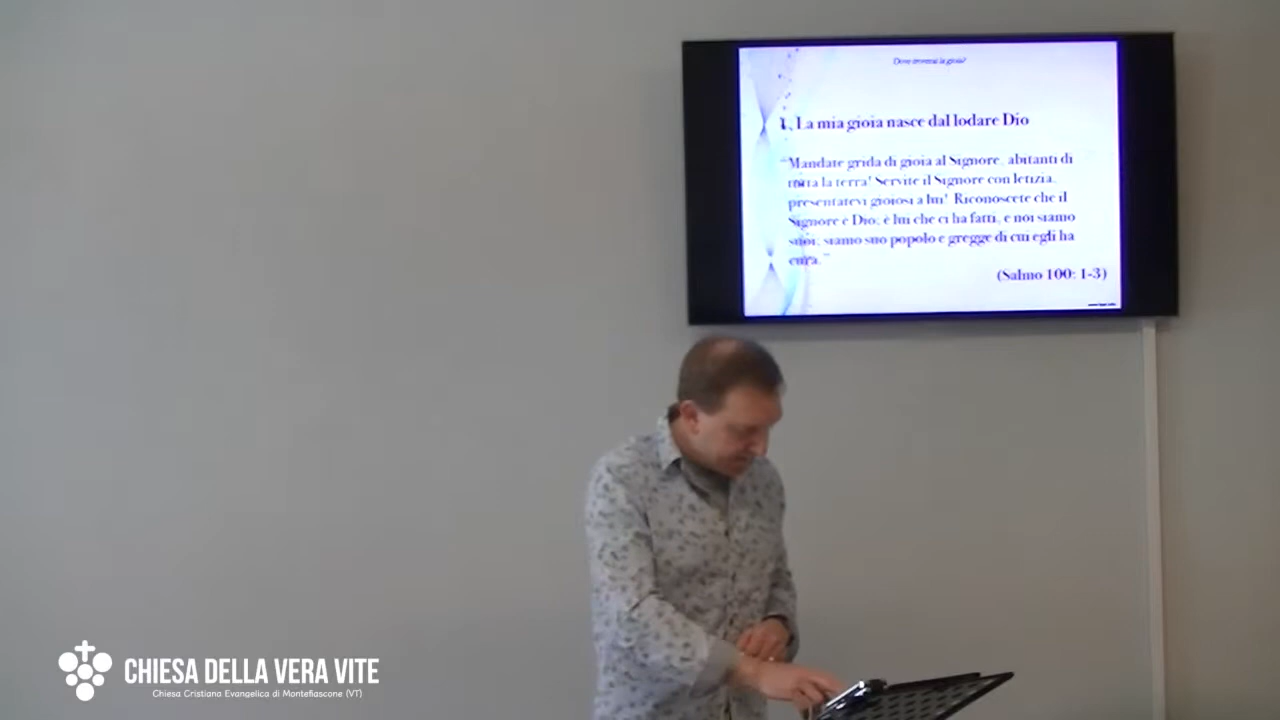 Dove troverai la gioia?
1. La mia gioia nasce dal lodare Dio
“Mandate grida di gioia al Signore, abitanti di
tutta la terra! Servite il Signore con letizia,
presentatevi gioiosi a lui! Riconoscete che il
Signore è Dio; è lui che ci ha fatti, e noi siamo
suoi; siamo suo popolo e gregge di cui egli ha
cura.”
(Salmo 100: 1-3)
CHIESA DELLA VERA VITE
Chiesa Cristiana Evangelica di Montefiascone (VT)